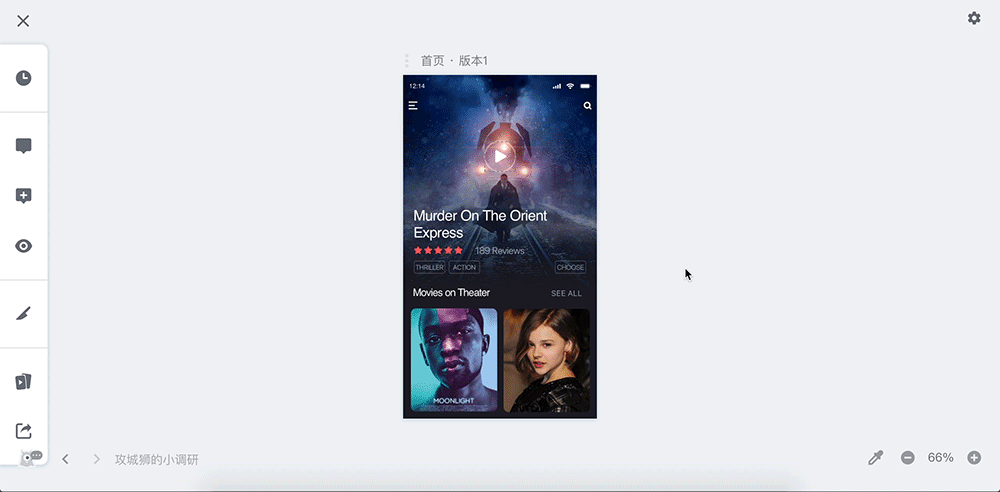 首页 · 版本1
12:14
Murder On The Orient
Express
189 Reviews
THRILLER
ACTION
CHOOSE
Movies on Theater
SEE ALL
MOONLIGHT
攻城狮的小调研
66%